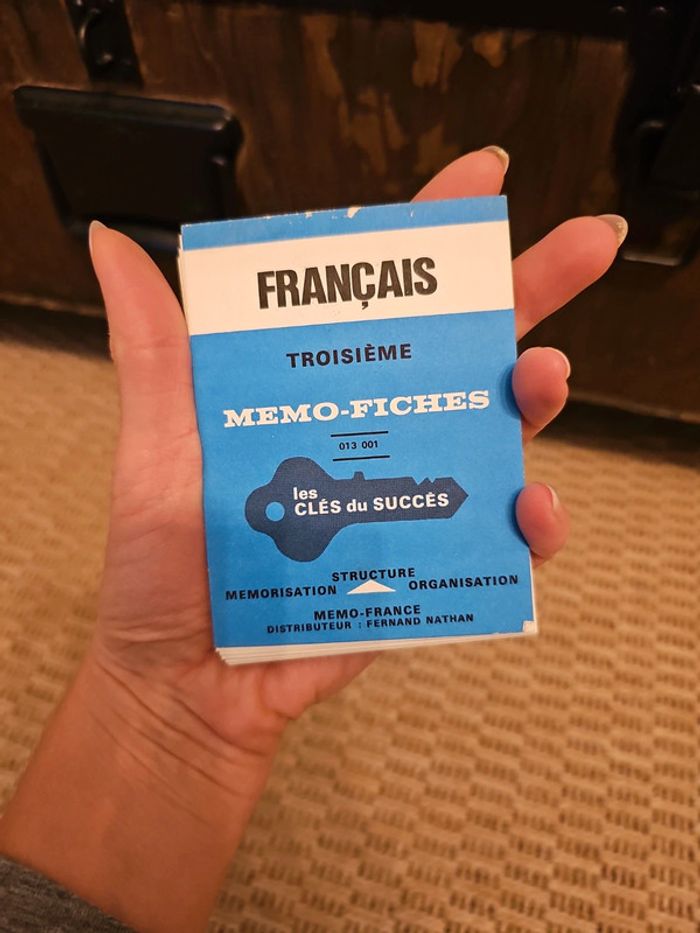 FRANÇAIS
TROISIÈME
MEMO-FICHES
013 001
les
CLÉS du SUCCÈS
STRUCTURE
MEMORISATION ORGANISATION
MEMO-FRANCE
DISTRIBUTEUR : FERNAND NATHAN